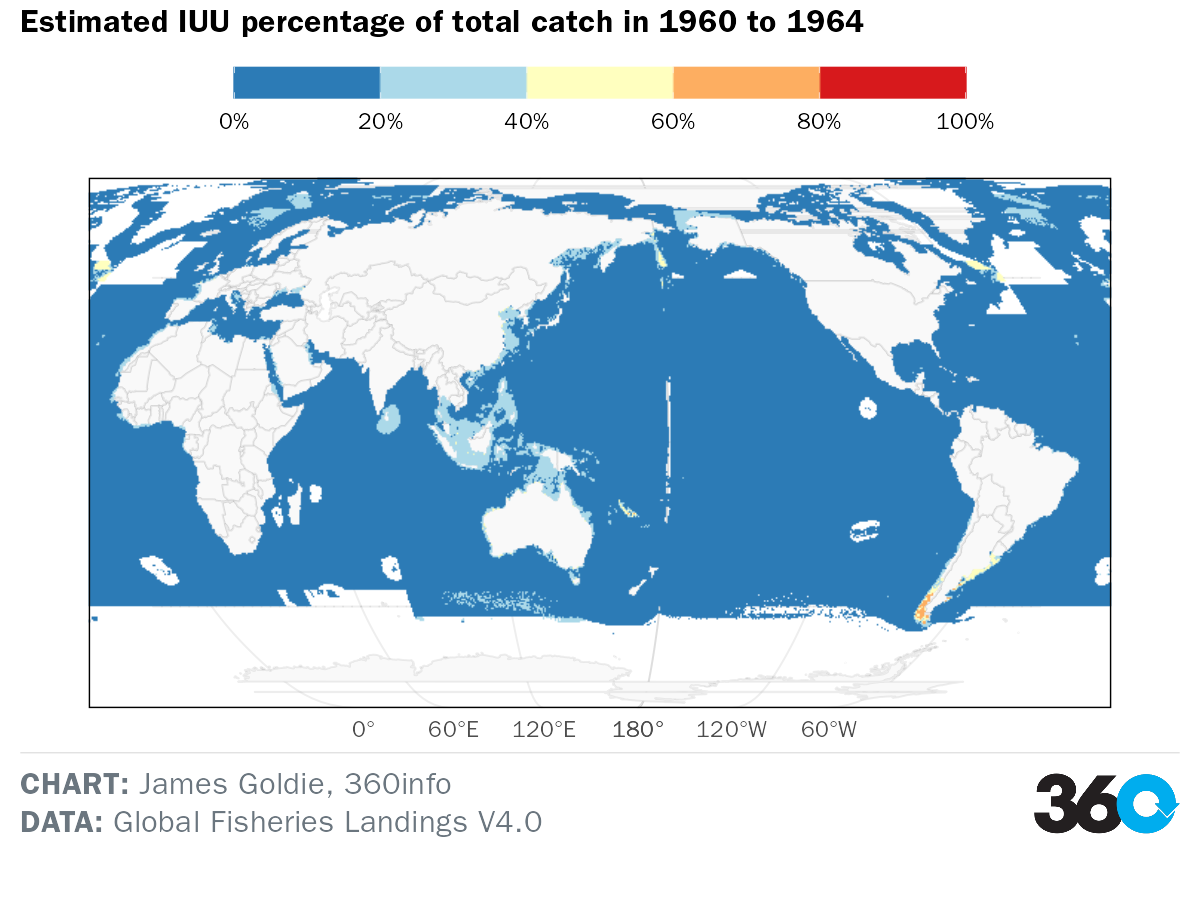 Estimated IUU percentage of total catch in 1960 to 1964
0% 20% 40% 60% 80% 100%
0° 60°E 120°E 180° 120°W 60°W
CHART: James Goldie, 360info
DATA: Global Fisheries Landings V4.0
360